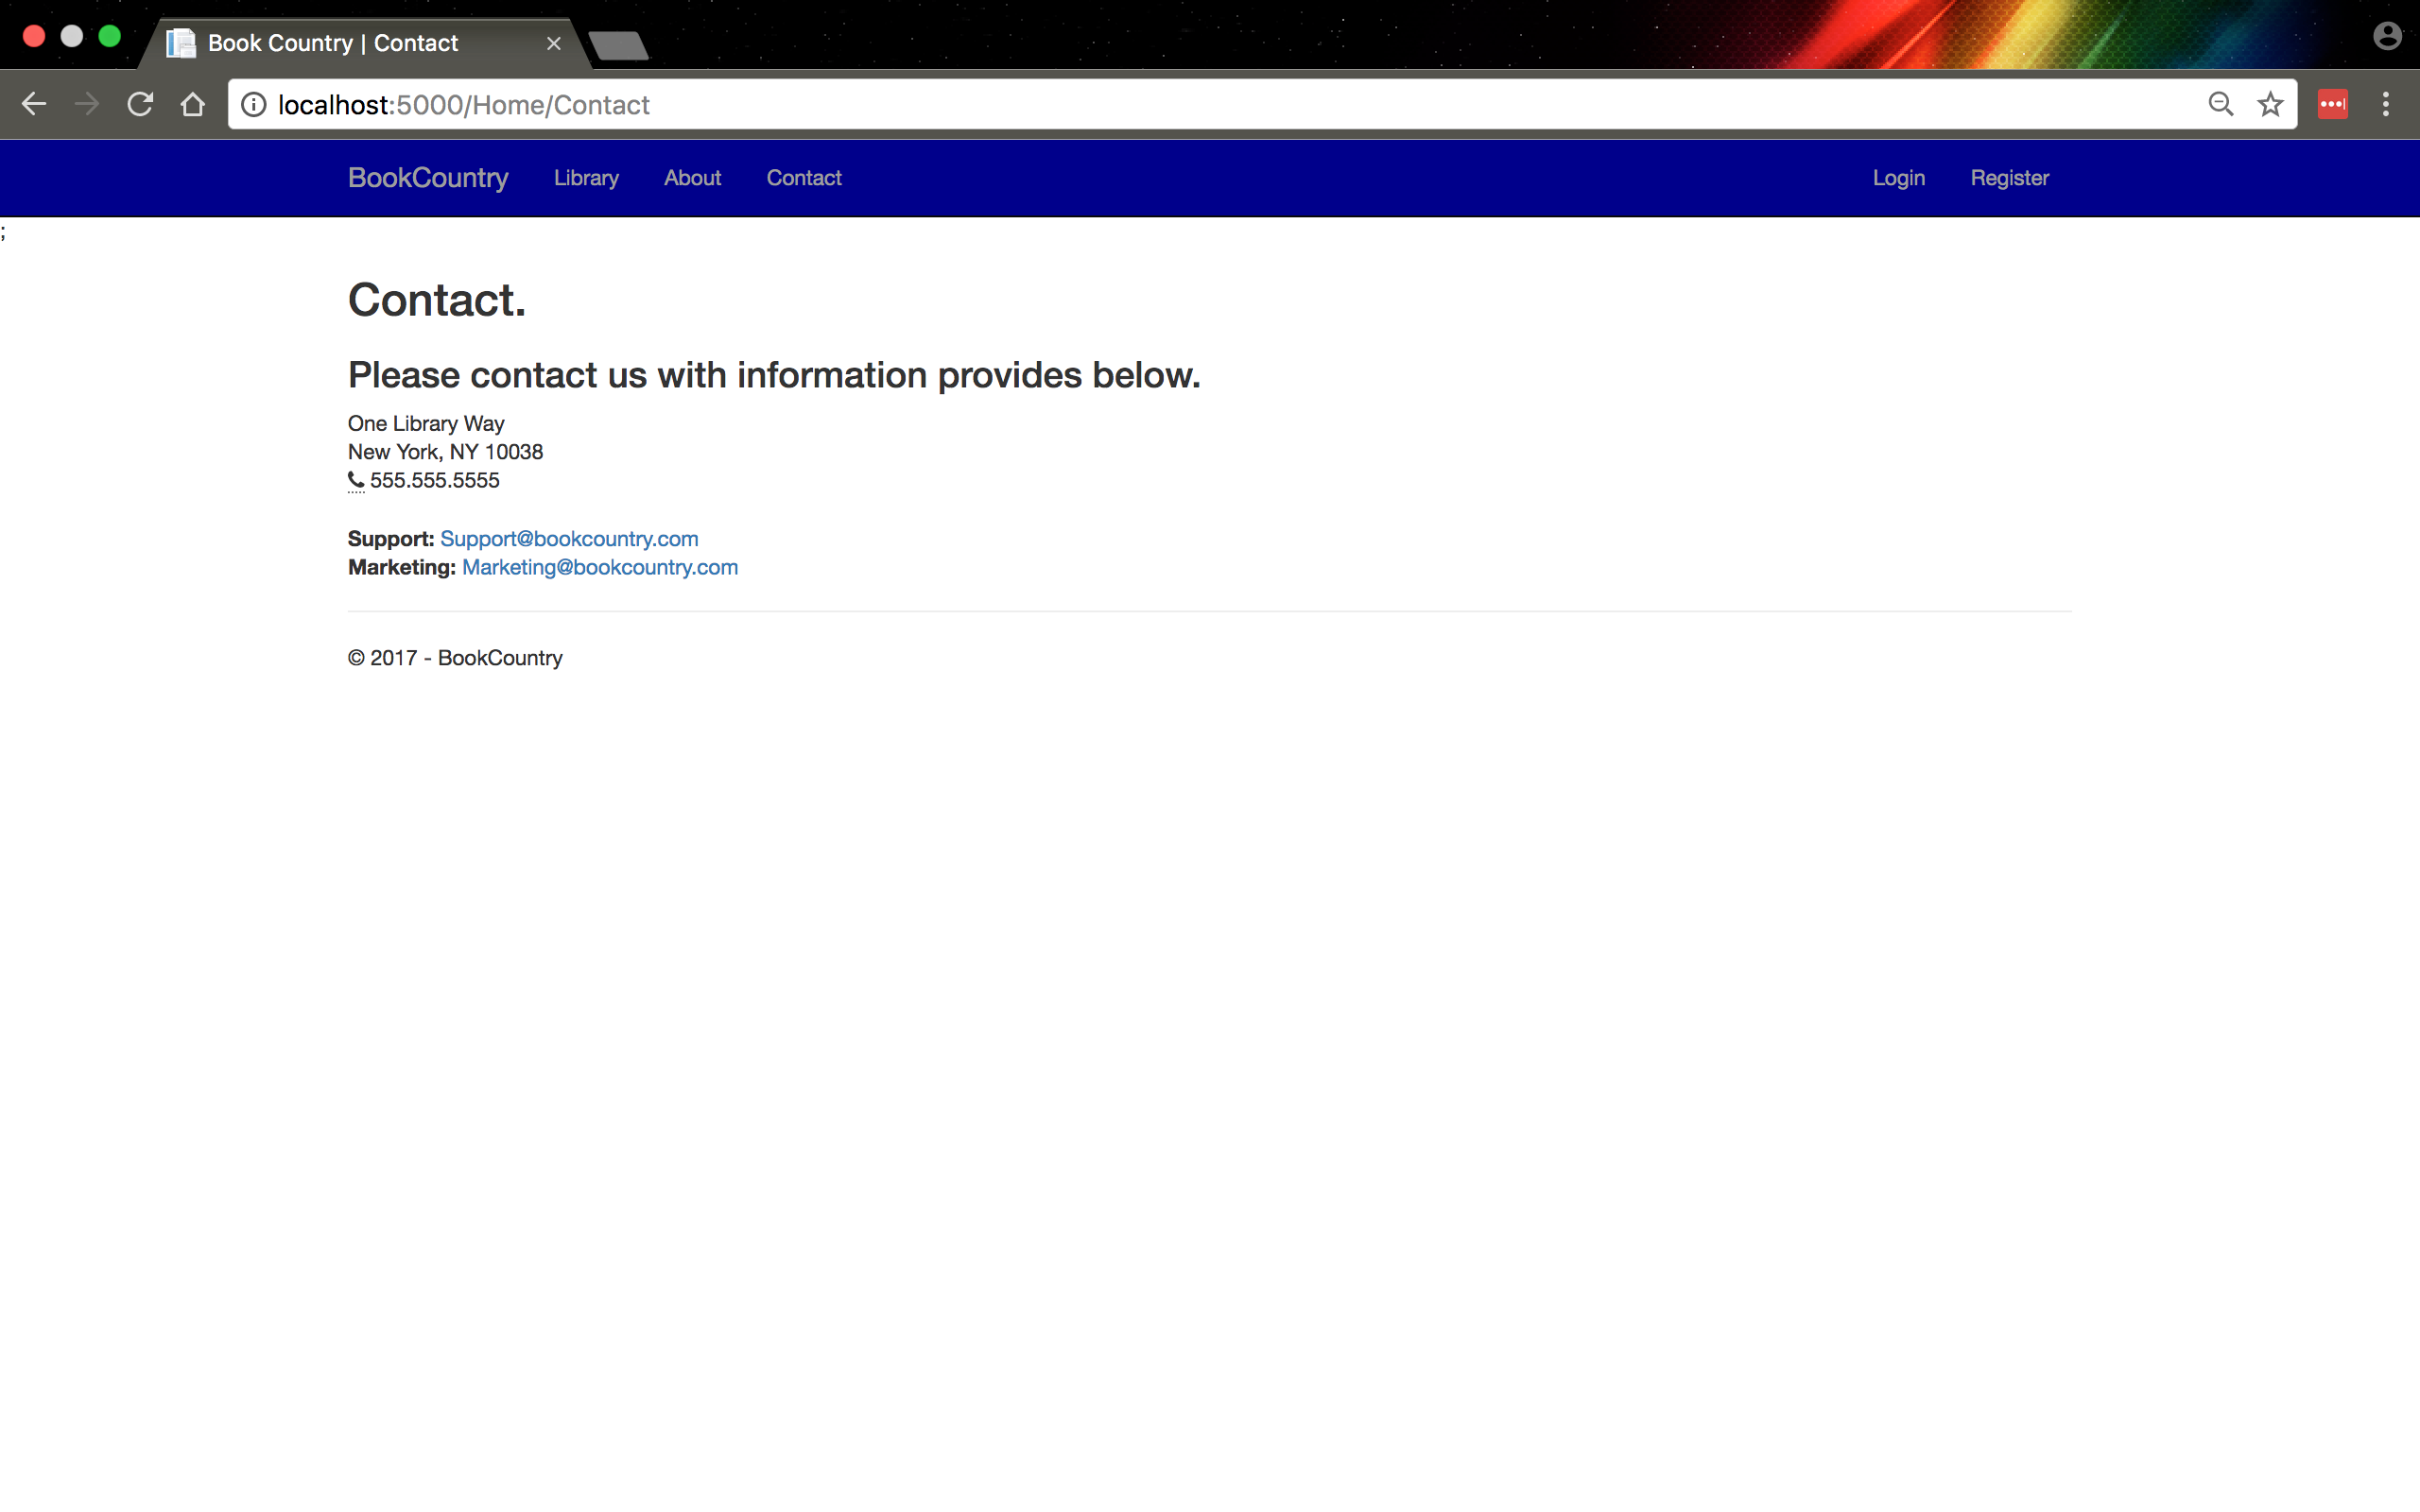 Book Country | Contact
localhost:5000/Home/Contact
BookCountry Library About Contact Login Register
;
Contact.
Please contact us with information provides below.
One Library Way
New York, NY 10038
555.555.5555
Support: Support@bookcountry.com
Marketing: Marketing@bookcountry.com
© 2017 - BookCountry